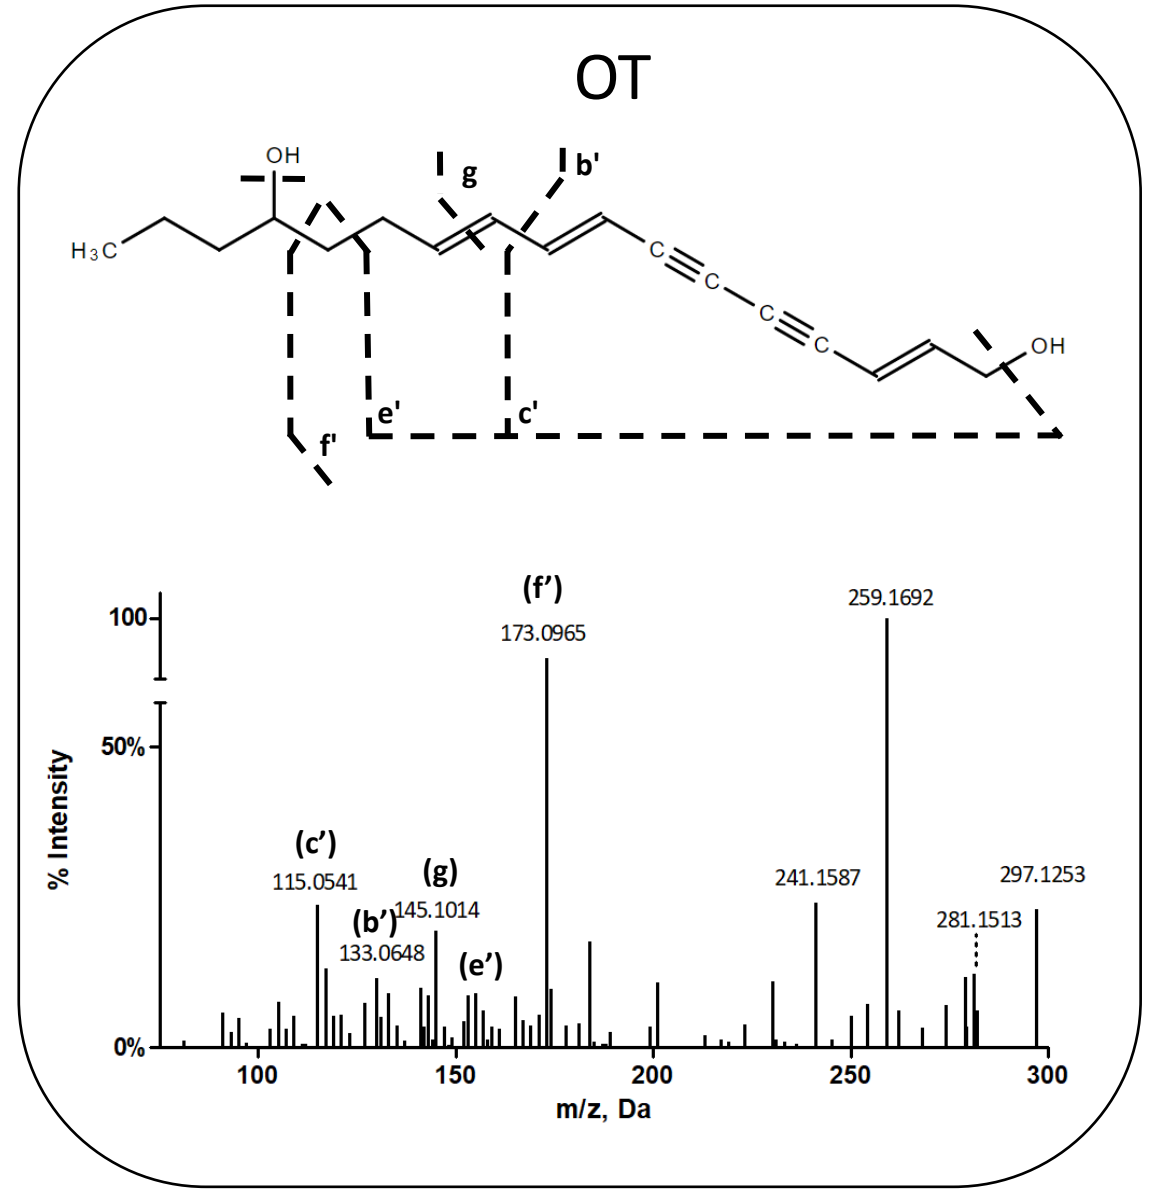 OT
OH
g
b'
H3C
C
C
C
C
OH
e'
c'
f'
(f’)
173.0965
259.1692
100
50%
(c’)
115.0541
(g)
145.1014
(b’)
133.0648
(e’)
241.1587
297.1253
281.1513
% Intensity
0%
100
150
200
250
300
m/z, Da